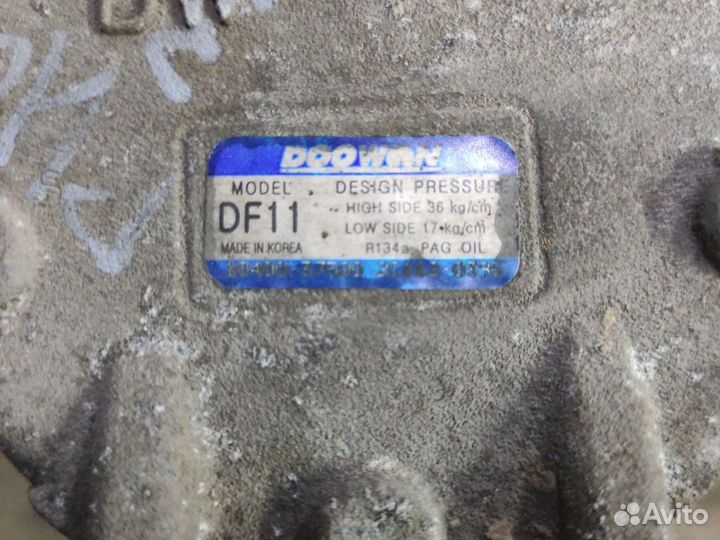 DOOWON
MODEL DESIGN PRESSURE
DF11 HIGH SIDE 36 kg/cm
LOW SIDE 17 kg/cm
MADE IN KOREA R134a PAG OIL
Avito